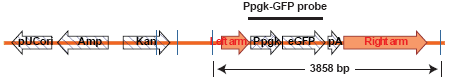 Ppgk-GFP probe
pUCori Amp Kan Left arm Ppgk eGFP pA Right arm
3858 bp